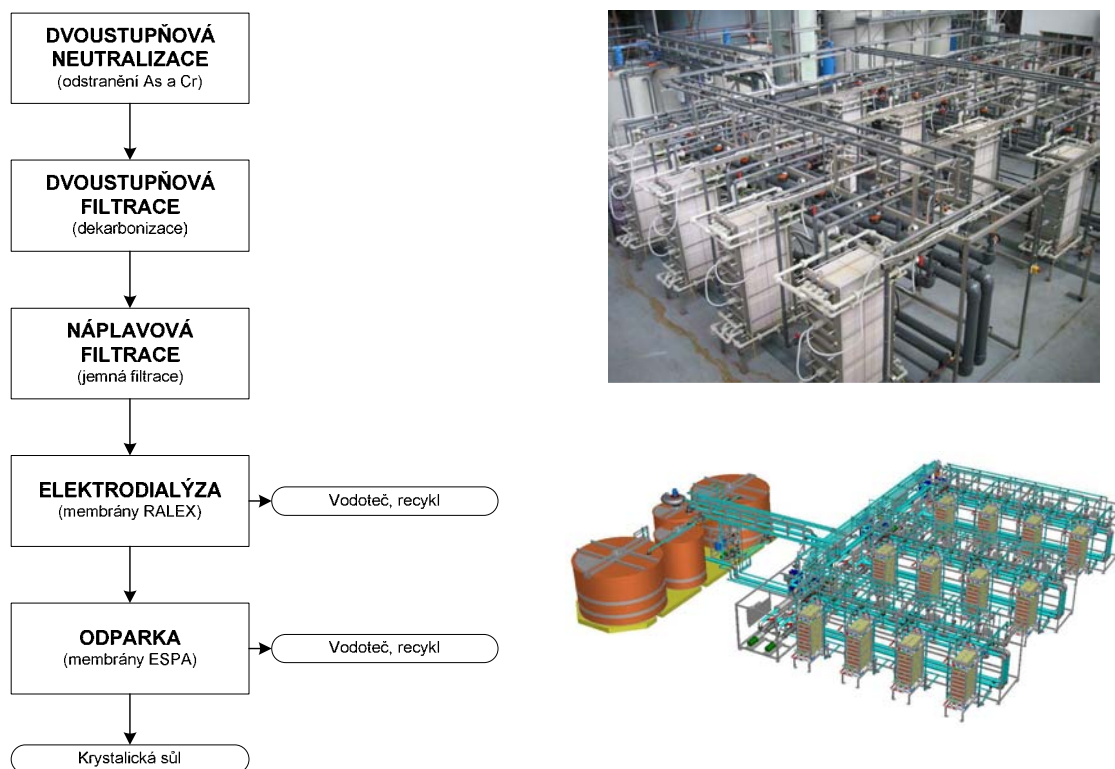 DVOUSTUPŇOVÁ
NEUTRALIZACE
(odstranění As a Cr)
DVOUSTUPŇOVÁ
FILTRACE
(dekarbonizace)
NÁPLAVOVÁ
FILTRACE
(jemná filtrace)
ELEKTRODIALÝZA
(membrány RALEX)
Vodoteč, recykl
ODPARKA
(membrány ESPA)
Vodoteč, recykl
Krystalická sůl